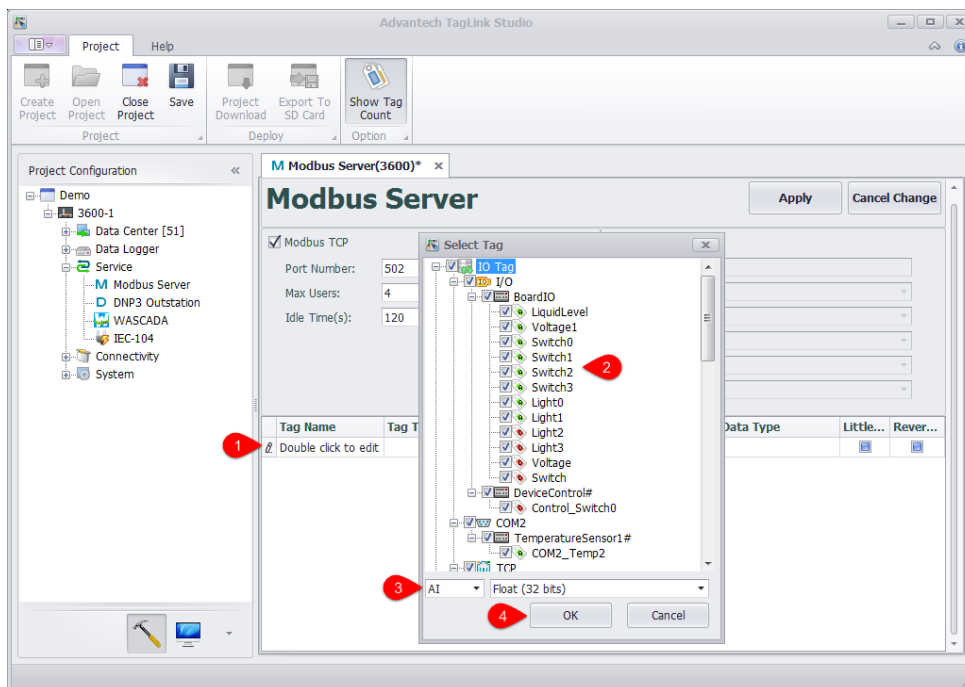 Advantech TagLink Studio
Project Help
Create Project
Open Project
Close Project
Save
Project Download
Export To SD Card
Show Tag Count
Project
Deploy
Option
Project Configuration
Demo
3600-1
Data Center [51]
Data Logger
Service
Modbus Server
DNP3 Outstation
WASCADA
IEC-104
Connectivity
System
M Modbus Server(3600)*
Modbus Server
Apply
Cancel Change
Modbus TCP
Port Number: 502
Max Users: 4
Idle Time(s): 120
Tag Name Tag T Data Type Little... Rever...
1
Double click to edit
Select Tag
IO Tag
I/O
BoardIO
LiquidLevel
Voltage1
Switch0
Switch1
Switch2
2
Switch3
Light0
Light1
Light2
Light3
Voltage
Switch
DeviceControl#
Control_Switch0
COM2
TemperatureSensor1#
COM2_Temp2
TCP
3
AI Float (32 bits)
4
OK Cancel